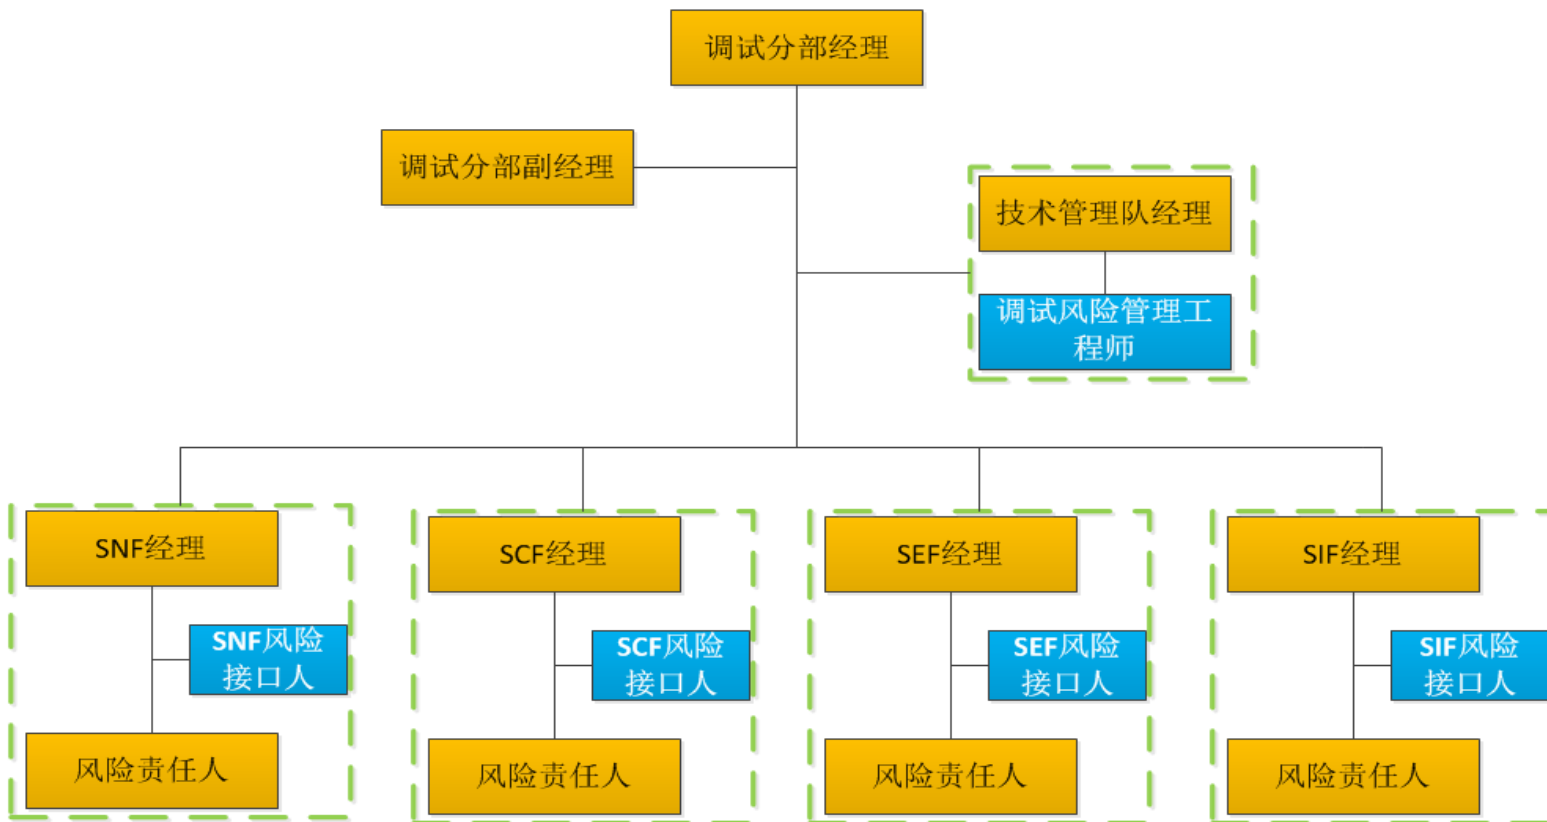 调试分部经理
调试分部副经理
技术管理队经理
调试风险管理工
程师
SNF经理
SNF风险
接口人
风险责任人
SCF经理
SCF风险
接口人
风险责任人
SEF经理
SEF风险
接口人
风险责任人
SIF经理
SIF风险
接口人
风险责任人